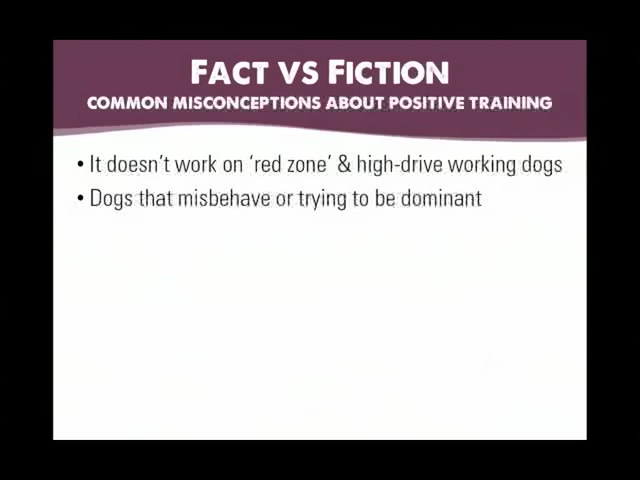 FACT VS FICTION
COMMON MISCONCEPTIONS ABOUT POSITIVE TRAINING
• It doesn't work on 'red zone' & high-drive working dogs
• Dogs that misbehave or trying to be dominant